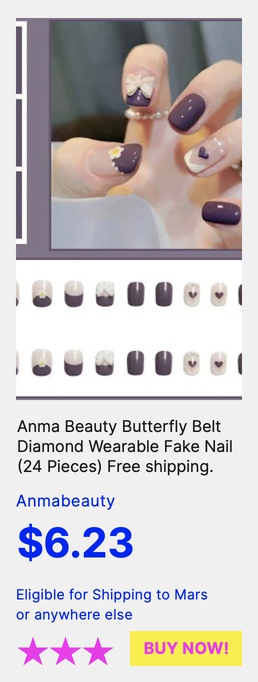 Anma Beauty Butterfly Belt
Diamond Wearable Fake Nail
(24 Pieces) Free shipping.
Anmabeauty
$6.23
Eligible for Shipping to Mars
or anywhere else
BUY NOW!